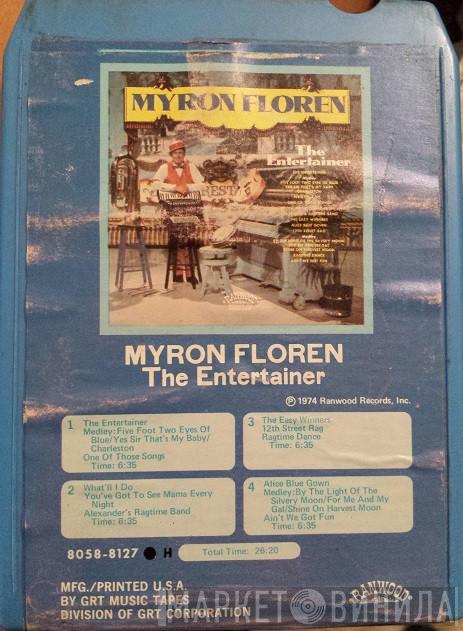 MYRON FLOREN
The
Entertainer
MYRON FLOREN
The Entertainer
℗ 1974 Ranwood Records, Inc.
1 The Entertainer
Medley:Five Foot Two Eyes Of
Blue/Yes Sir That's My Baby/
Charleston
One Of Those Songs
Time: 6:35
2 What'll I Do
You've Got To See Mama Every
Night
Alexander's Ragtime Band
Time: 6:35
3 The Easy Winners
12th Street Rag
Ragtime Dance
Time: 6:35
4 Alice Blue Gown
Medley:By The Light Of The
Silvery Moon/For Me And My
Gal/Shine On Harvest Moon
Ain't We Got Fun
Time: 6:35
8058-8127 ● H
Total Time: 26:20
MFG./PRINTED U.S.A.
BY GRT MUSIC TAPES
DIVISION OF GRT CORPORATION
RANWOOD
МАРКЕТ ВИНИЛА